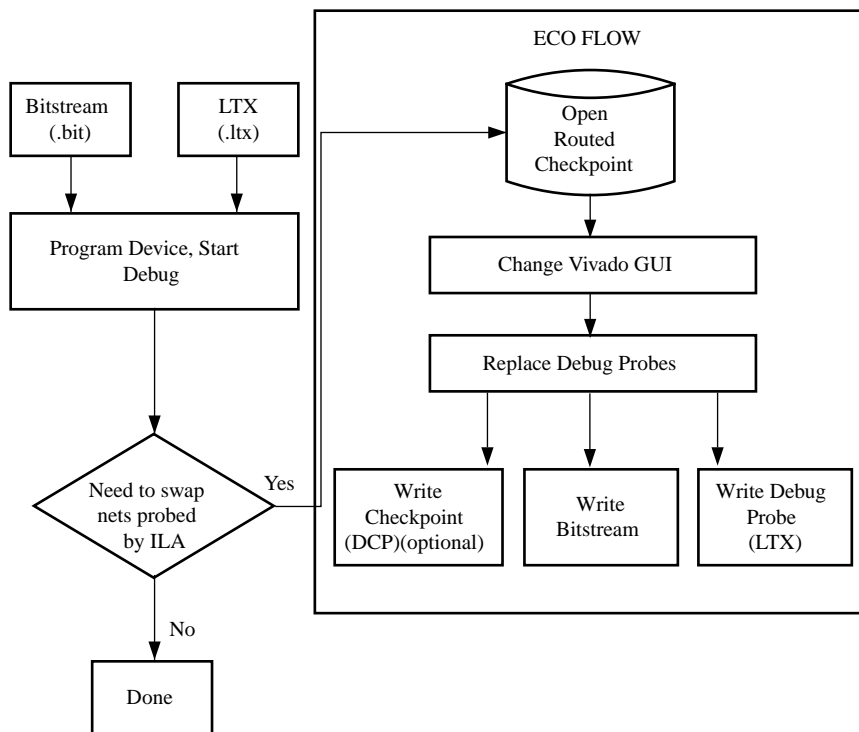 ECO FLOW
Bitstream
(.bit)
LTX
(.ltx)
Open
Routed
Checkpoint
Program Device, Start
Debug
Change Vivado GUI
Replace Debug Probes
Need to swap
nets probed
by ILA
Yes
Write
Checkpoint
(DCP)(optional)
Write
Bitstream
Write Debug
Probe
(LTX)
No
Done